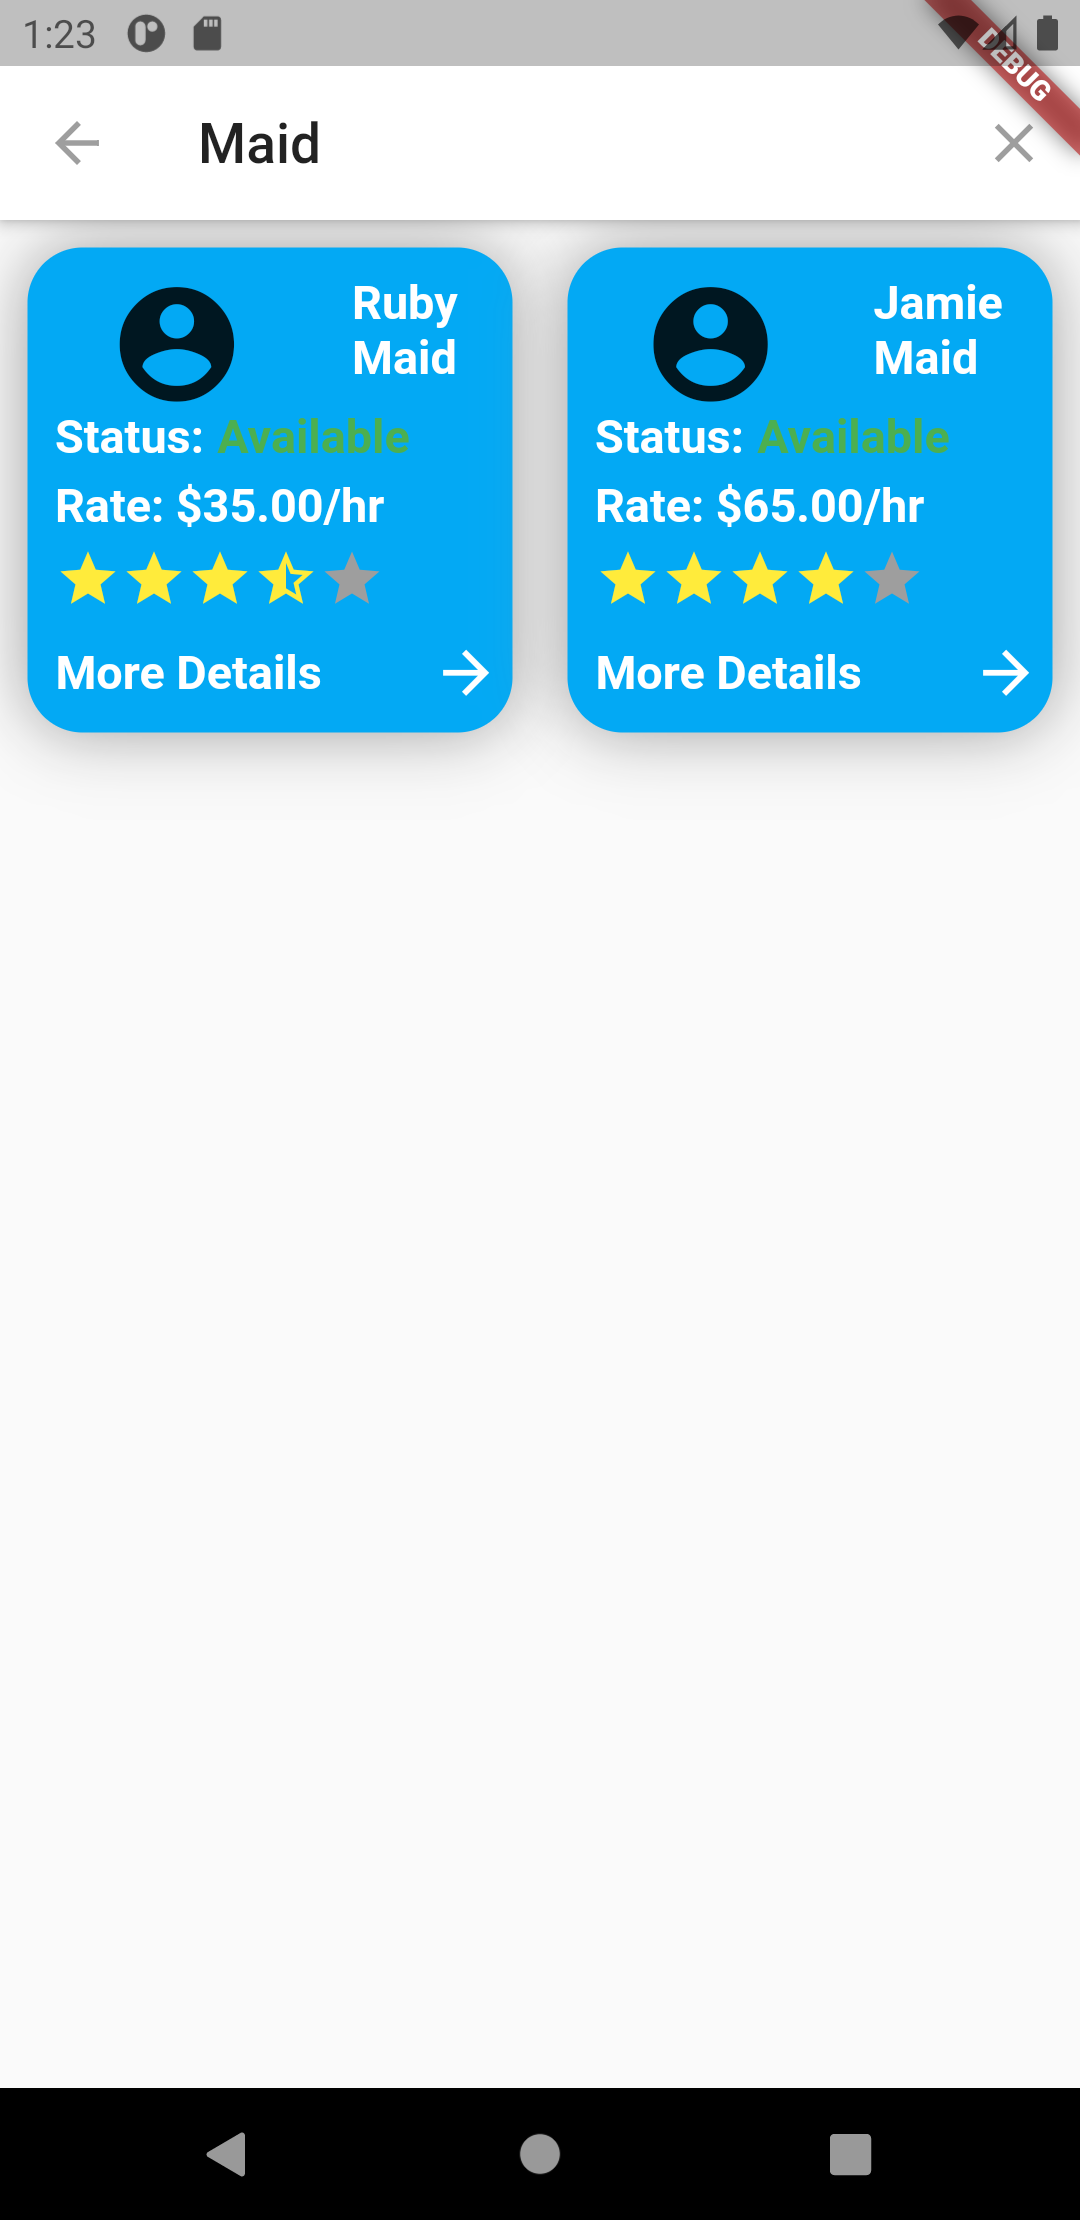 1:23
DEBUG
Maid
Ruby
Maid
Status: Available
Rate: $35.00/hr
More Details
Jamie
Maid
Status: Available
Rate: $65.00/hr
More Details